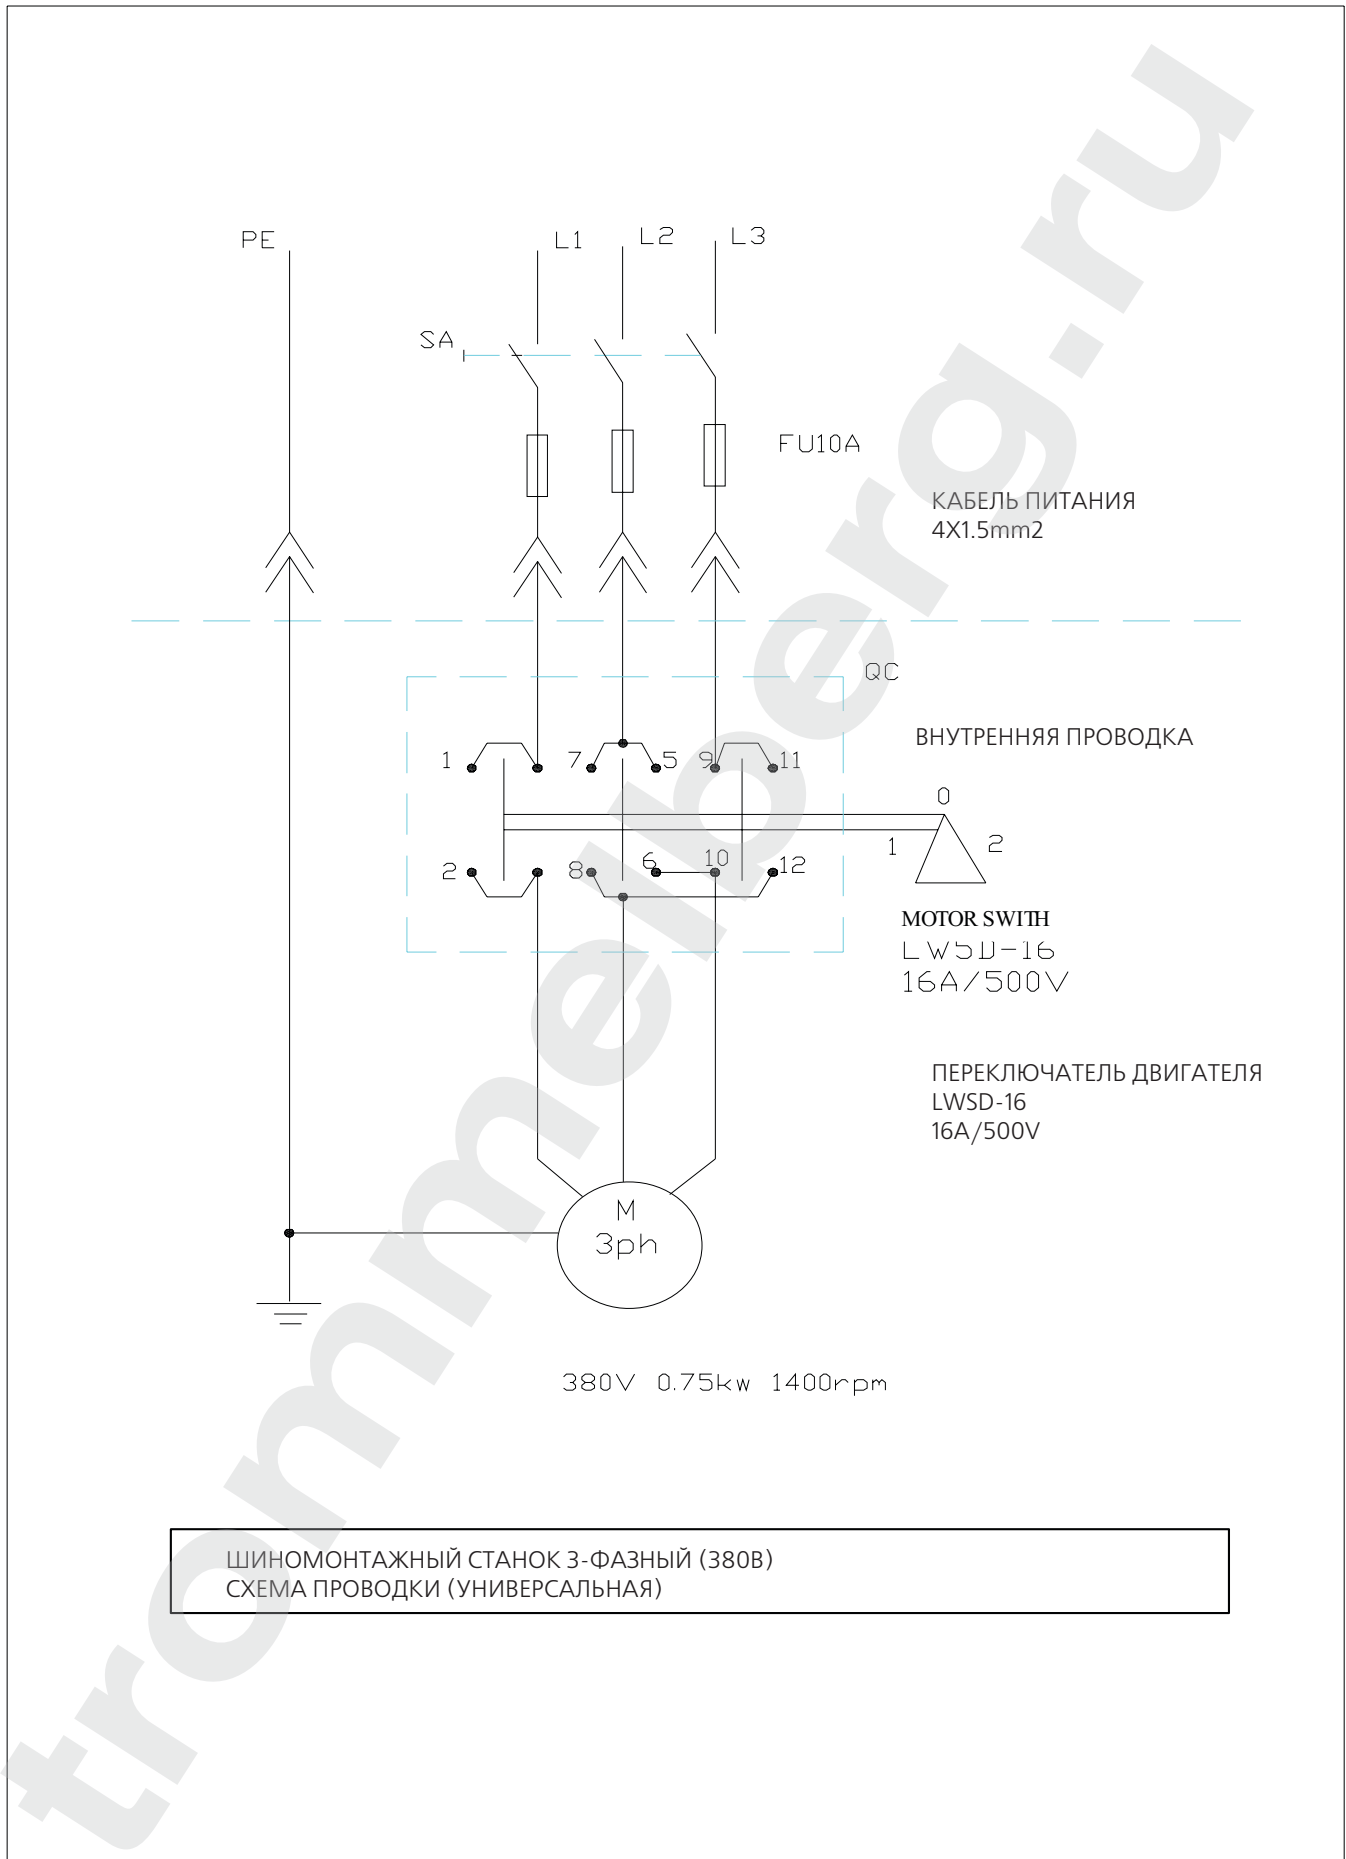 PE
L1
L2
L3
SA
FU10A
КАБЕЛЬ ПИТАНИЯ
4X1.5mm2
QC
ВНУТРЕННЯЯ ПРОВОДКА
1 7 5 9 11
0
1 2
2 8 6 10 12
MOTOR SWITH
LW5D-16
16A/500V
ПЕРЕКЛЮЧАТЕЛЬ ДВИГАТЕЛЯ
LWSD-16
16A/500V
M
3ph
380V 0.75kw 1400rpm
ШИНОМОНТАЖНЫЙ СТАНОК 3-ФАЗНЫЙ (380В)
СХЕМА ПРОВОДКИ (УНИВЕРСАЛЬНАЯ)
trommelberg.ru